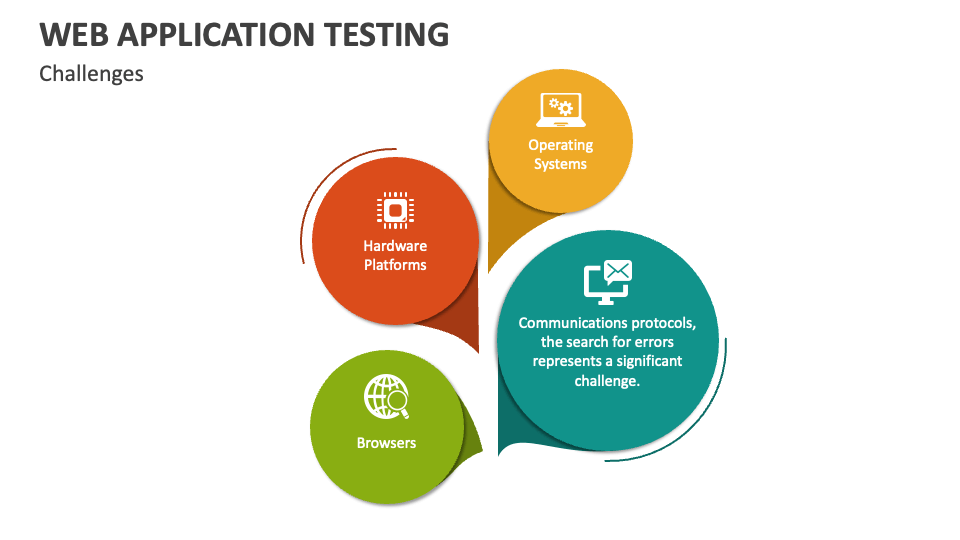 WEB APPLICATION TESTING
Challenges
Operating
Systems
Hardware
Platforms
Communications protocols,
the search for errors
represents a significant
challenge.
Browsers